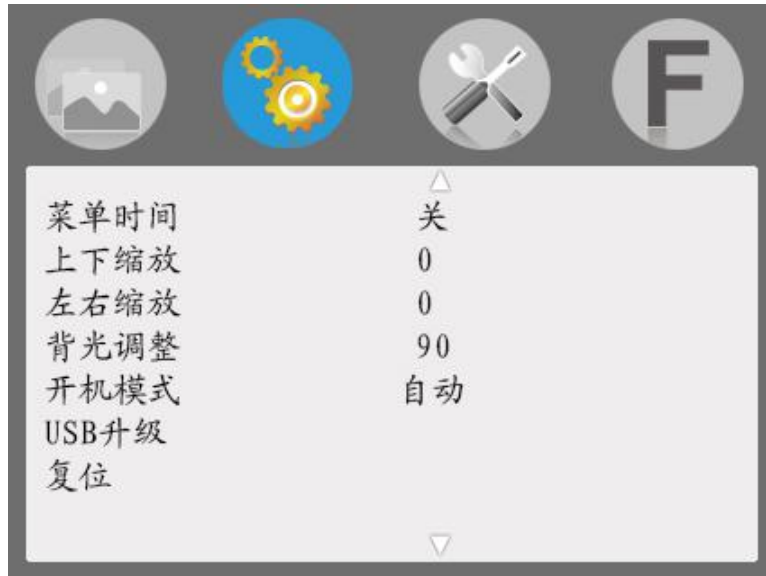 F
菜单时间 关
上下缩放 0
左右缩放 0
背光调整 90
开机模式 自动
USB升级
复位